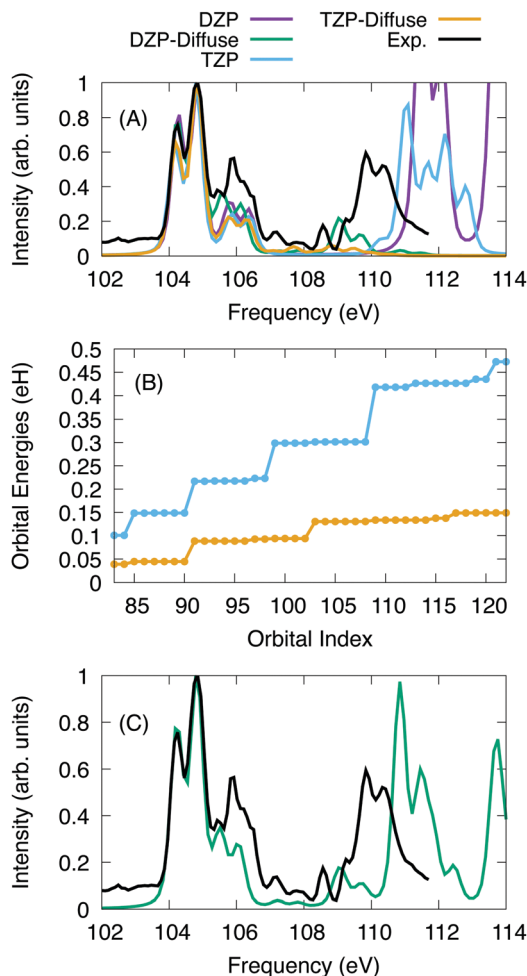 DZP
DZP-Diffuse
TZP
TZP-Diffuse
Exp.
(A)
Intensity (arb. units)
1
0.8
0.6
0.4
0.2
0
102 104 106 108 110 112 114
Frequency (eV)
(B)
Orbital Energies (eH)
0.5
0.45
0.4
0.35
0.3
0.25
0.2
0.15
0.1
0.05
0
85 90 95 100 105 110 115 120
Orbital Index
(C)
Intensity (arb. units)
1
0.8
0.6
0.4
0.2
0
102 104 106 108 110 112 114
Frequency (eV)